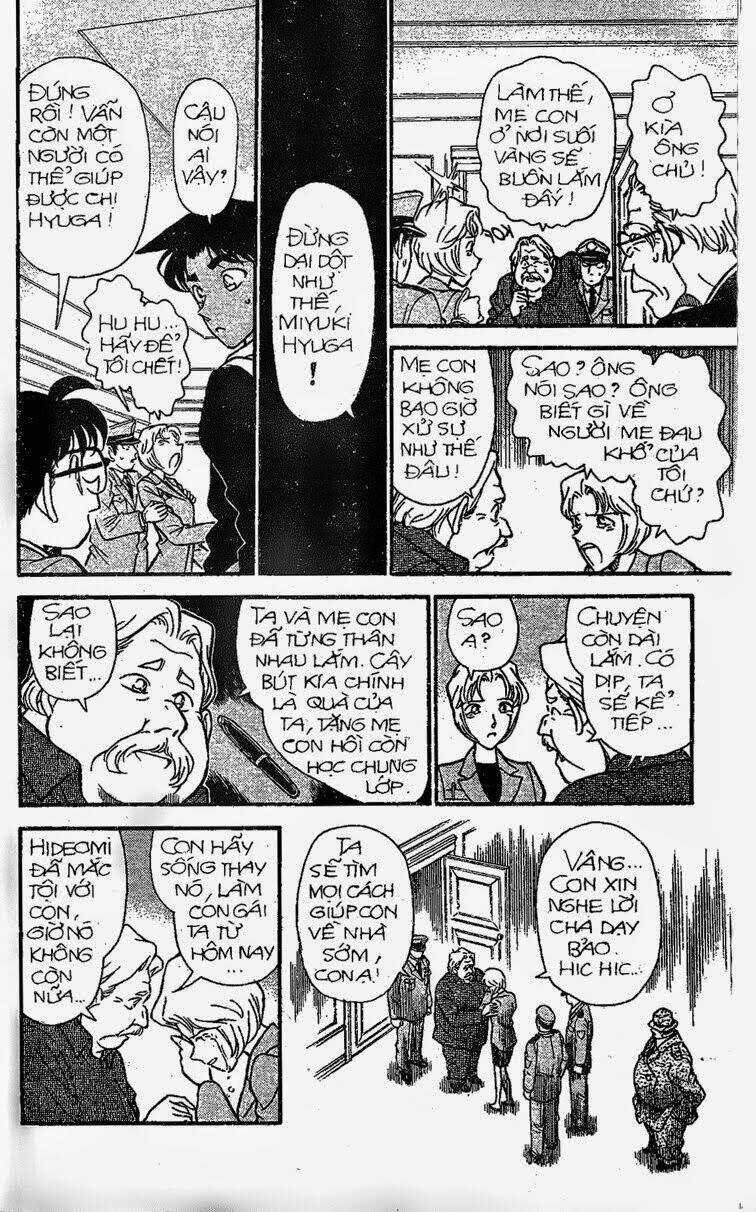 ĐÚNG
RỒI! VẪN
CÒN MỘT
NGƯỜI CÓ
THỂ GIÚP
ĐƯỢC CHỊ
HYUGA!
CẬU
NÓI
AI
VẬY?
HU HU...
HÃY ĐỂ
TÔI CHẾT!
ĐỪNG
DẠI DỘT
NHƯ
THẾ,
MIYUKI
HYUGA
!
LÀM THẾ,
MẸ CON
Ở NƠI SUỐI
VÀNG SẼ
BUỒN LẮM
ĐẤY!
Ơ
KÌA
ÔNG
CHỦ!
MẸ CON
KHÔNG
BAO GIỜ
XỬ SỰ
NHƯ THẾ
ĐÂU!
SAO? ÔNG
NÓI SAO? ÔNG
BIẾT GÌ VỀ
NGƯỜI MẸ ĐAU
KHỔ CỦA
TÔI
CHỨ?
SAO
LẠI
KHÔNG
BIẾT...
TA VÀ MẸ CON
ĐÃ TỪNG THÂN
NHAU LẮM. CÂY
BÚT KIA CHÍNH
LÀ QUÀ CỦA
TA, TẶNG MẸ
CON HỒI CÒN
HỌC CHUNG
LỚP.
SAO
Ạ?
CHUYỆN
CÒN DÀI
LẮM. CÓ
DỊP, TA
SẼ KỂ
TIẾP...
HIDEOMI
ĐÃ MẮC
TỘI VỚI
CON,
GIỜ NÓ
KHÔNG
CÒN
NỮA...
CON HÃY
SỐNG THAY
NÓ, LÀM
CON GÁI
TA TỪ
HÔM NAY
...
TA
SẼ TÌM
MỌI CÁCH
GIÚP CON
VỀ NHÀ
SỚM,
CON Ạ!
VÂNG...
CON XIN
NGHE LỜI
CHA DẠY
BẢO.
HIC HIC...